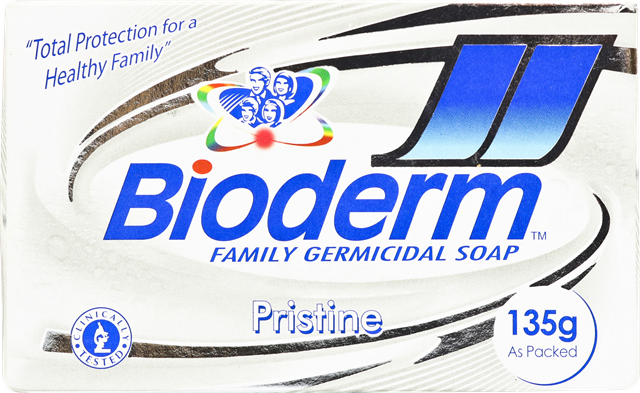 "Total Protection for a
Healthy Family"
Bioderm™
FAMILY GERMICIDAL SOAP
Pristine
135g
As Packed
CLINICALLY
TESTED